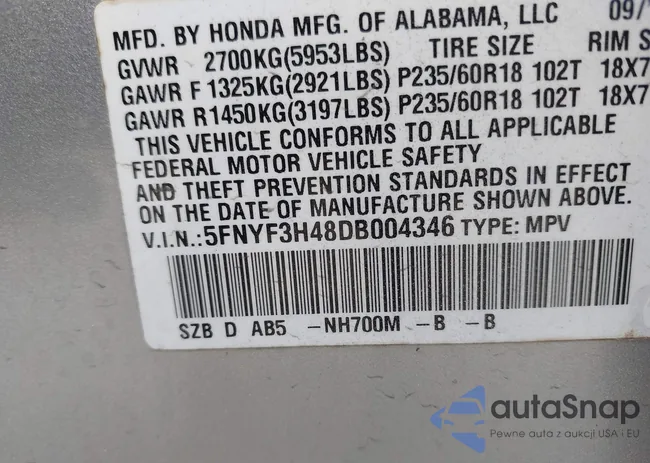 MFD. BY HONDA MFG. OF ALABAMA, LLC 09/
GVWR 2700KG(5953LBS) TIRE SIZE RIM S
GAWR F 1325KG(2921LBS) P235/60R18 102T 18X7
GAWR R1450KG(3197LBS) P235/60R18 102T 18X7
THIS VEHICLE CONFORMS TO ALL APPLICABLE
FEDERAL MOTOR VEHICLE SAFETY
AND THEFT PREVENTION STANDARDS IN EFFECT
ON THE DATE OF MANUFACTURE SHOWN ABOVE.
V.I.N.:5FNYF3H48DB004346 TYPE: MPV
SZB D AB5 -NH700M -B -B
autaSnap
Pewne auta z aukcji USA i EU